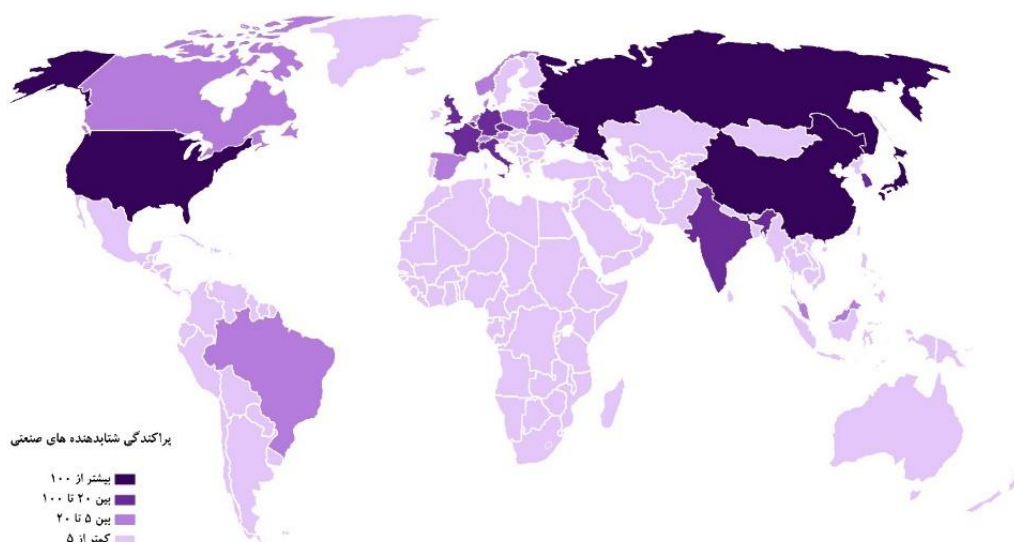 پراکندگی شتابدهنده های صنعتی
بیشتر از ۱۰۰
بین ۲۰ تا ۱۰۰
بین ۵ تا ۲۰
کمتر از ۵